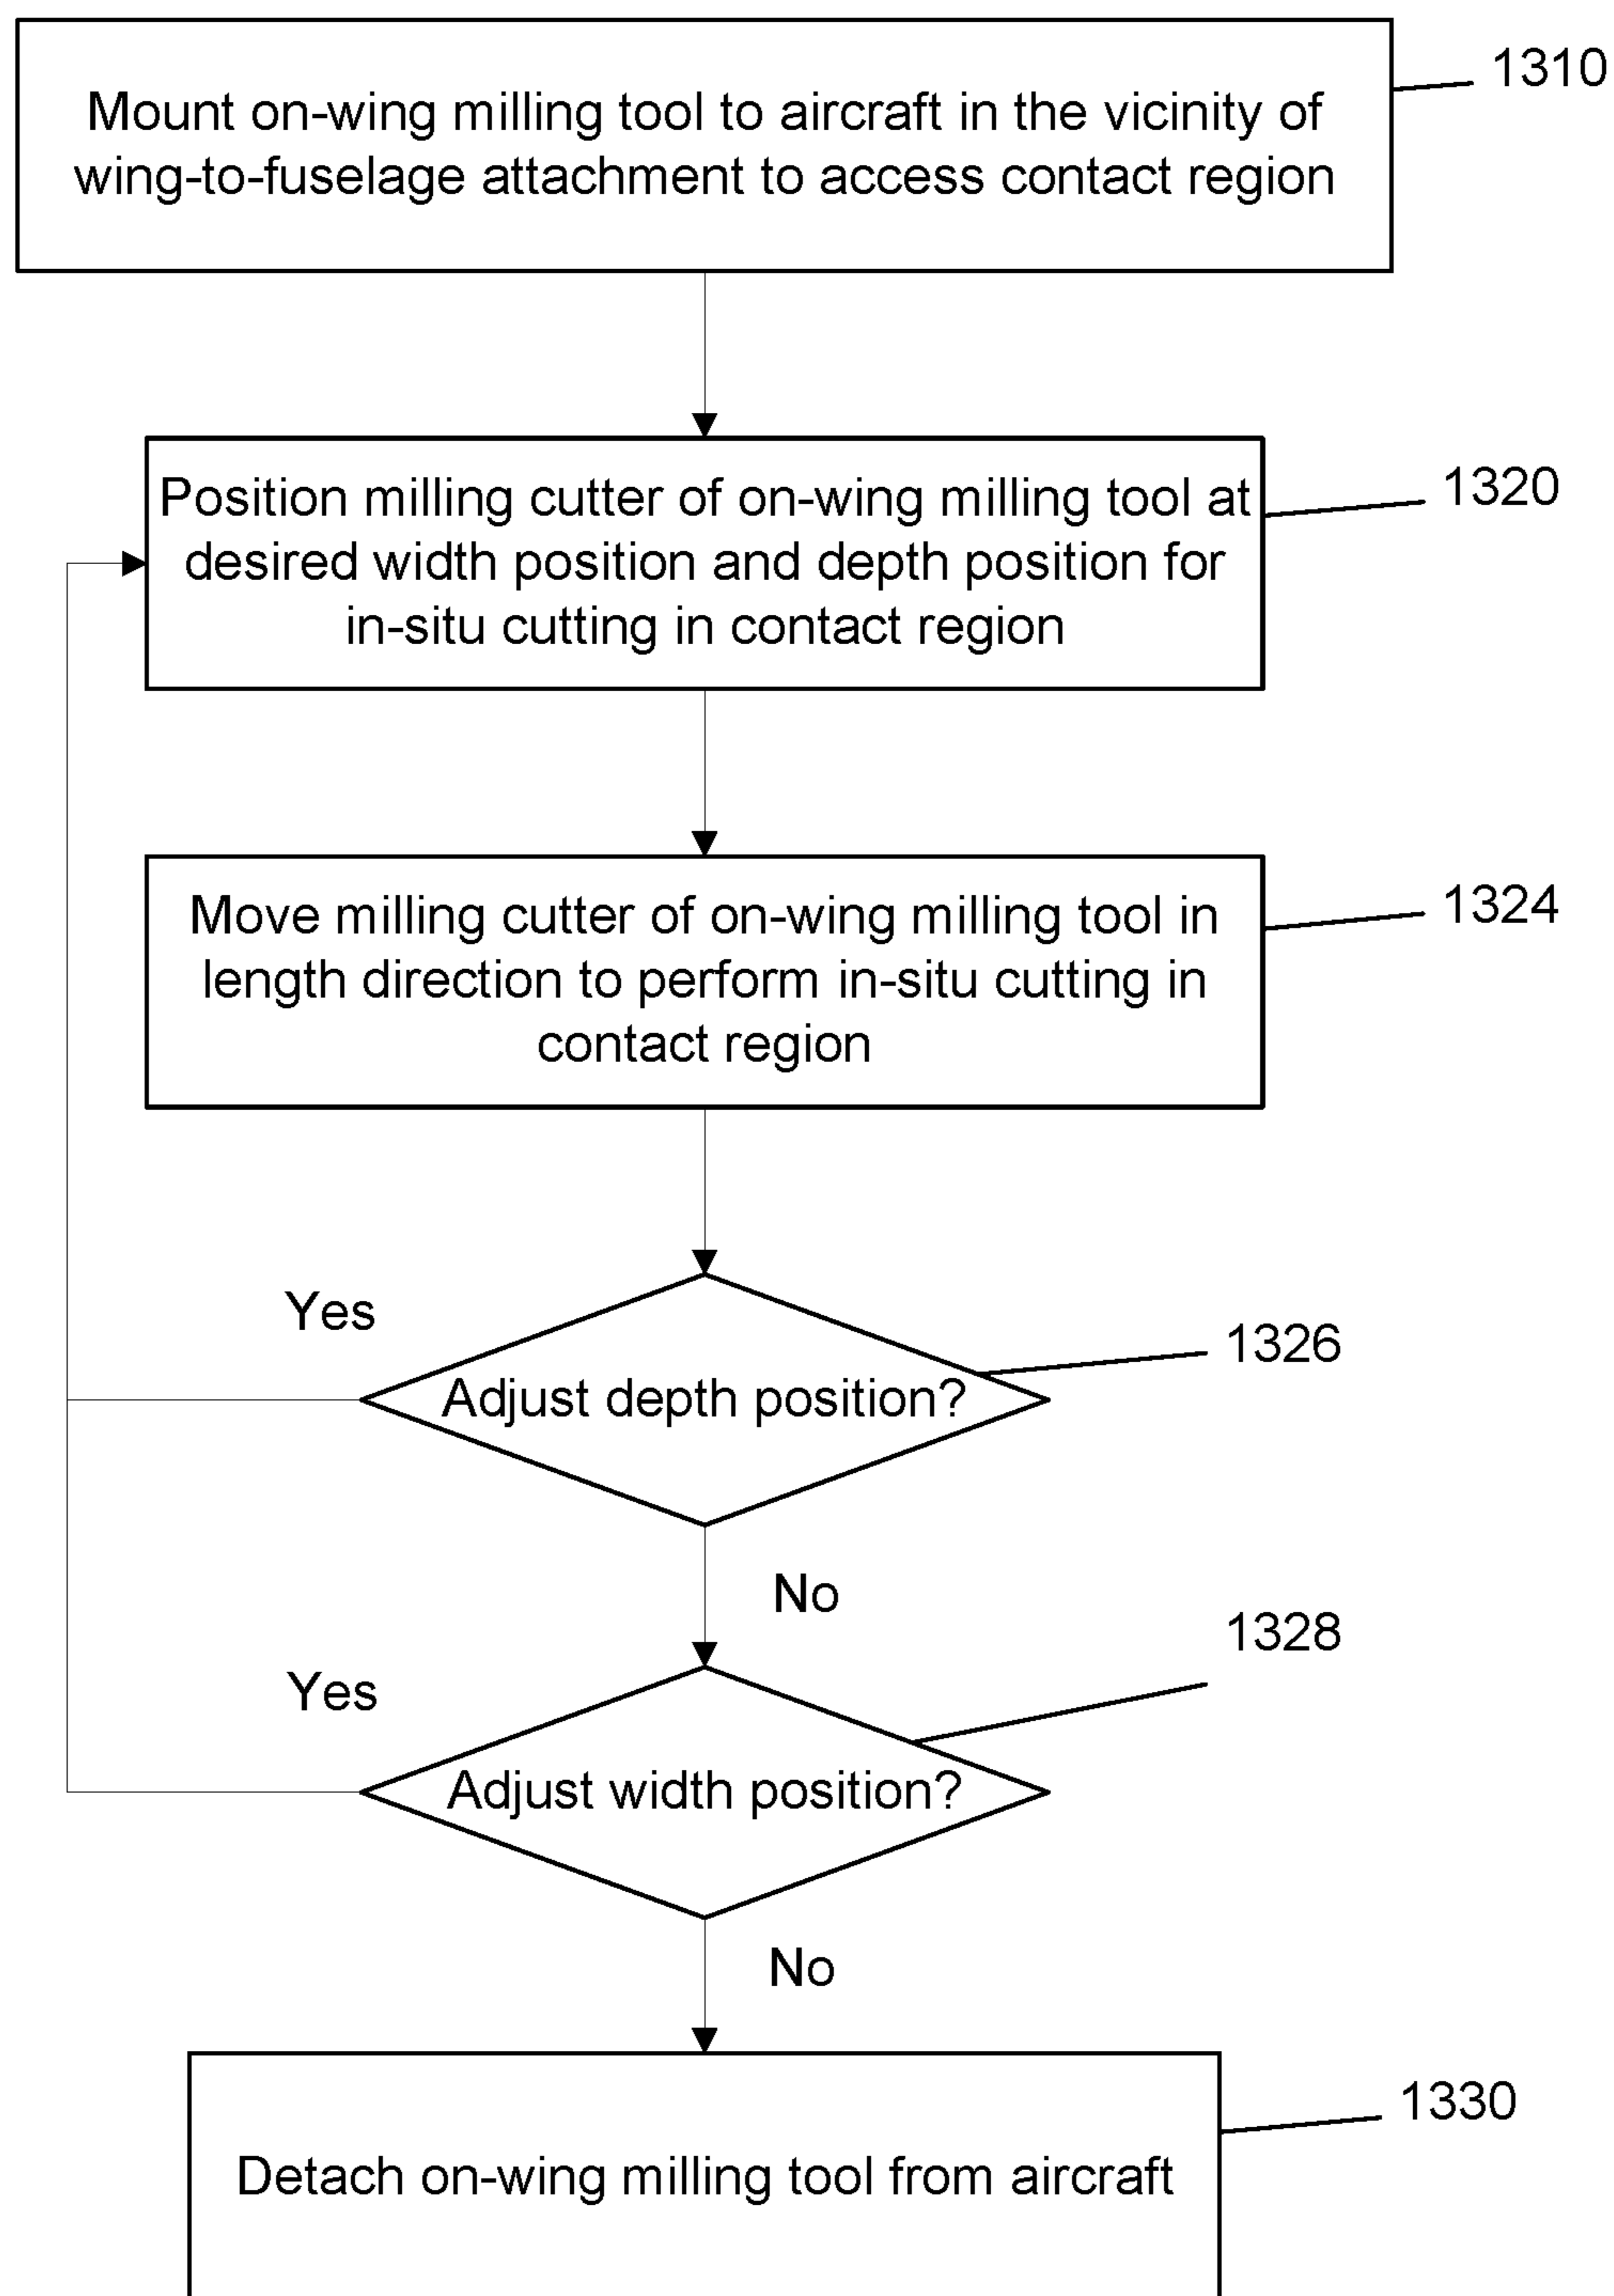 1310
Mount on-wing milling tool to aircraft in the vicinity of
wing-to-fuselage attachment to access contact region
1320
Position milling cutter of on-wing milling tool at
desired width position and depth position for
in-situ cutting in contact region
1324
Move milling cutter of on-wing milling tool in
length direction to perform in-situ cutting in
contact region
Yes
1326
Adjust depth position?
No
1328
Yes
Adjust width position?
No
1330
Detach on-wing milling tool from aircraft